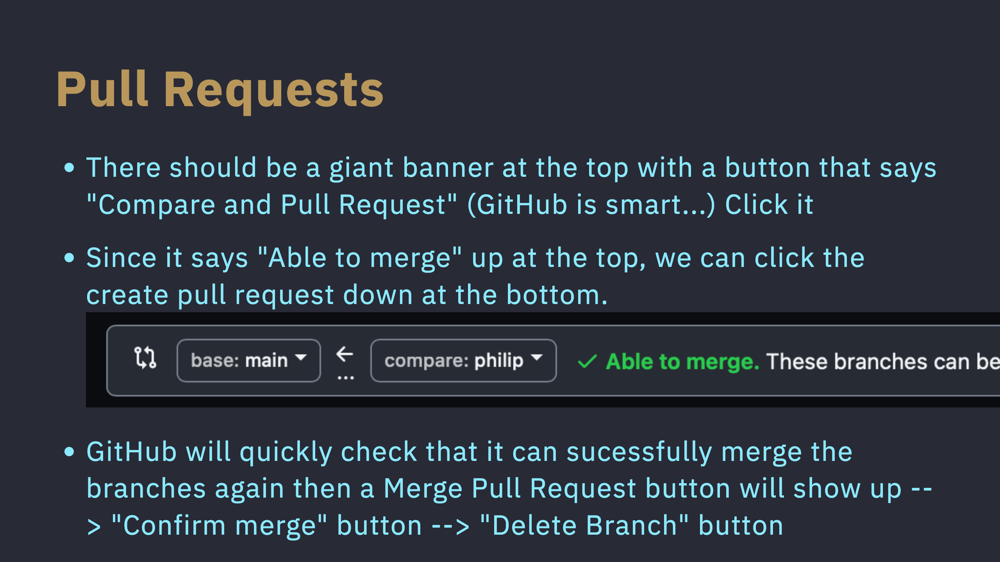 Pull Requests
• There should be a giant banner at the top with a button that says
"Compare and Pull Request" (GitHub is smart...) Click it
• Since it says "Able to merge" up at the top, we can click the
create pull request down at the bottom.
base: main ← ... compare: philip ✓ Able to merge. These branches can be
• GitHub will quickly check that it can sucessfully merge the
branches again then a Merge Pull Request button will show up --
> "Confirm merge" button --> "Delete Branch" button